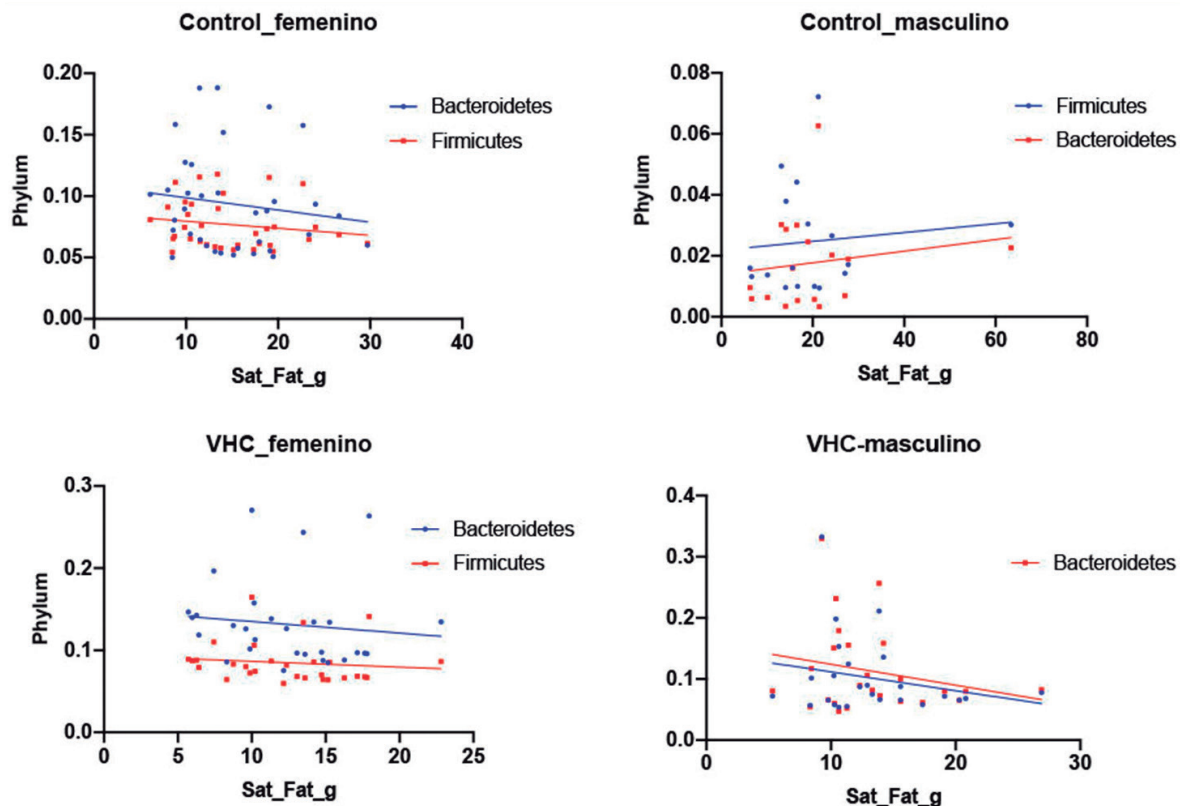 Control_femenino
Phylum
0.20
0.15
0.10
0.05
0.00
0
10
20
30
40
Sat_Fat_g
Bacteroidetes
Firmicutes
Control_masculino
Phylum
0.08
0.06
0.04
0.02
0.00
0
20
40
60
80
Sat_Fat_g
Firmicutes
Bacteroidetes
VHC_femenino
Phylum
0.3
0.2
0.1
0.0
0
5
10
15
20
25
Sat_Fat_g
Bacteroidetes
Firmicutes
VHC-masculino
0.4
0.3
0.2
0.1
0.0
0
10
20
30
Sat_Fat_g
Bacteroidetes